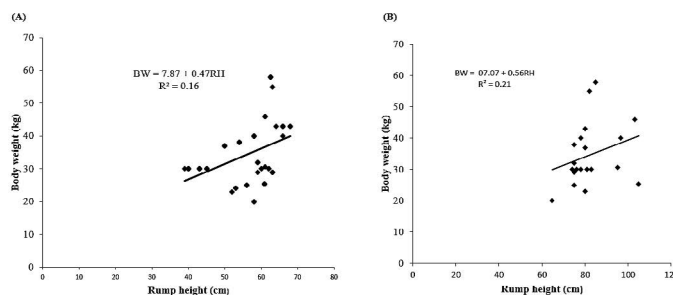 (A)
70
60
50
40
30
20
10
0
Body weight (kg)
BW = 7.87 + 0.47RH
R² = 0.16
0 10 20 30 40 50 60 70 80
Rump height (cm)
(B)
70
60
50
40
30
20
10
0
Body weight (kg)
BW = 07.07 + 0.56RH
R² = 0.21
0 20 40 60 80 100 12
Rump height (cm)